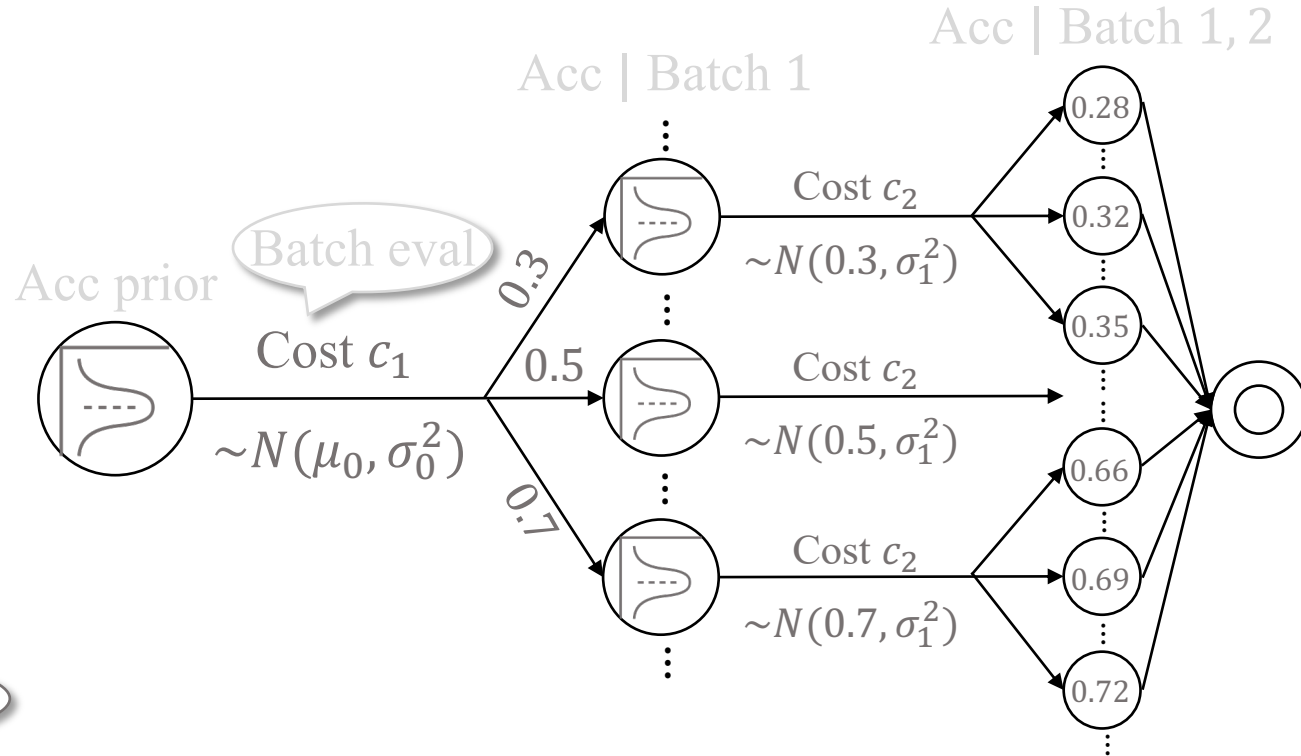 Acc | Batch 1, 2
Acc | Batch 1
0.28
Cost 𝑐₂
0.3
~𝑁(0.3, 𝜎₁²)
0.32
Batch eval
Acc prior
0.35
Cost 𝑐₁
0.5
Cost 𝑐₂
~𝑁(𝜇₀, 𝜎₀²)
~𝑁(0.5, 𝜎₁²)
0.66
0.7
Cost 𝑐₂
0.69
~𝑁(0.7, 𝜎₁²)
0.72